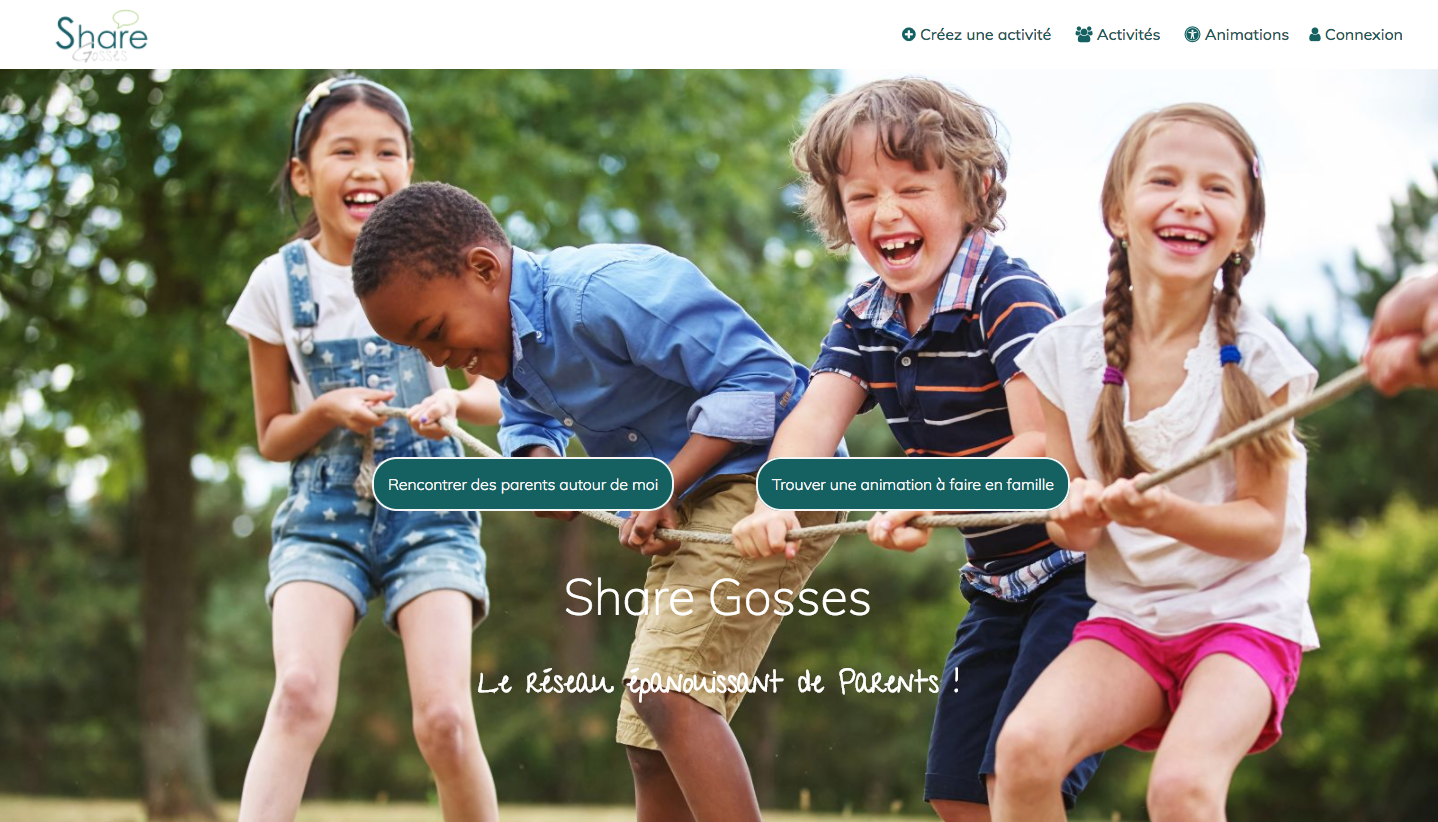 Share
Gosses
Créez une activité
Activités
Animations
Connexion
Rencontrer des parents autour de moi
Trouver une animation à faire en famille
Share Gosses
Le réseau épanouissant de Parents !